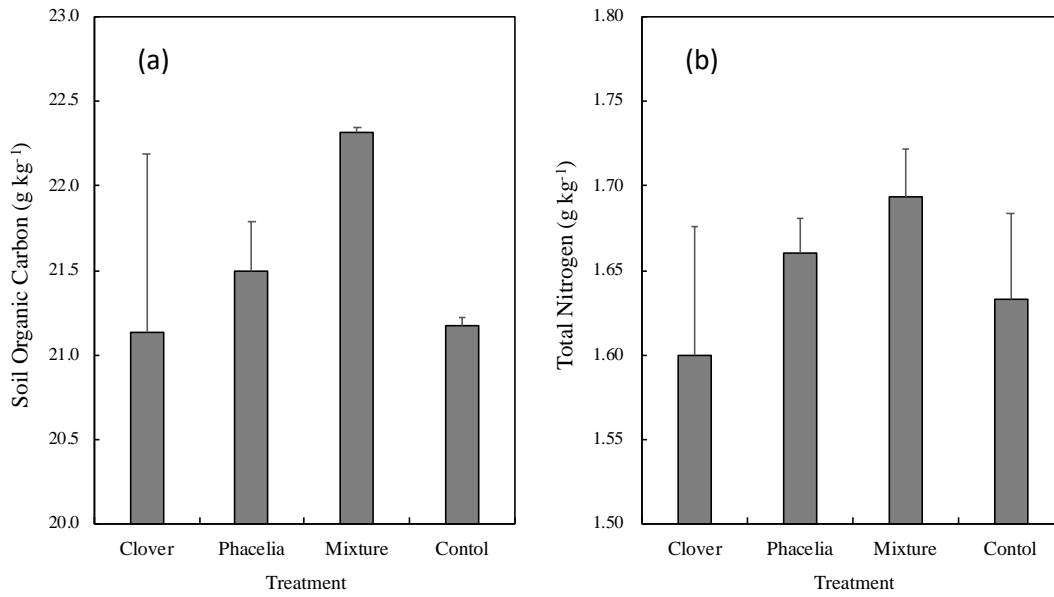 (a)
Soil Organic Carbon (g kg⁻¹)
23.0
22.5
22.0
21.5
21.0
20.5
20.0
Clover Phacelia Mixture Contol
Treatment
(b)
Total Nitrogen (g kg⁻¹)
1.80
1.75
1.70
1.65
1.60
1.55
1.50
Clover Phacelia Mixture Contol
Treatment